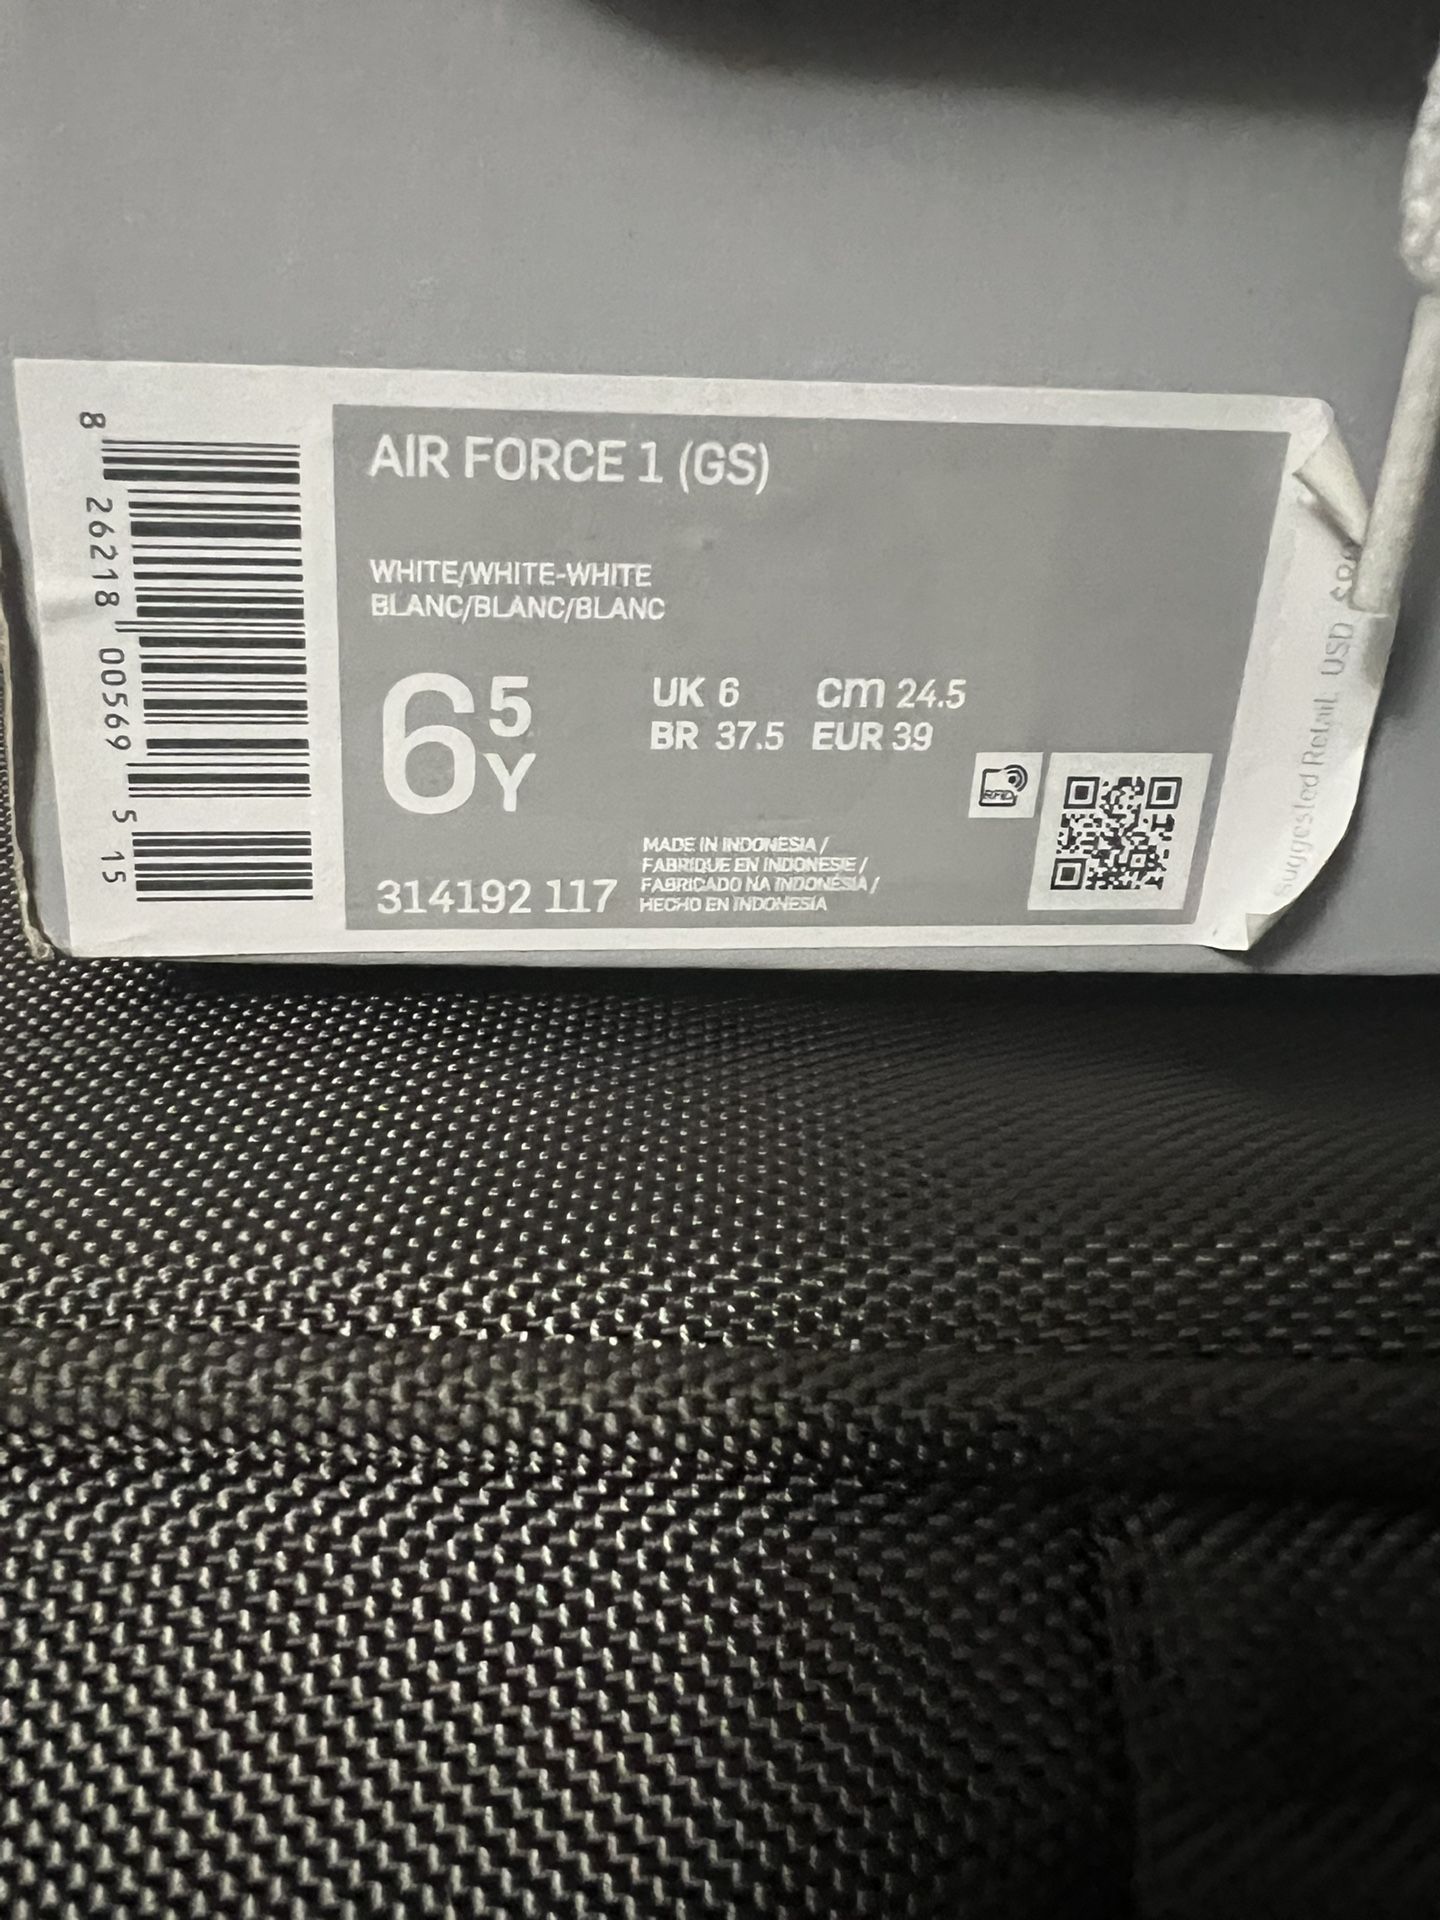 8 26218 00569 5 15
AIR FORCE 1 (GS)
WHITE/WHITE-WHITE
BLANC/BLANC/BLANC
6 5 Y
UK 6 cm 24.5
BR 37.5 EUR 39
RFID
MADE IN INDONESIA /
FABRIQUE EN INDONESIE /
FABRICADO NA INDONÉSIA /
HECHO EN INDONESIA
314192 117
Suggested Retail: USD